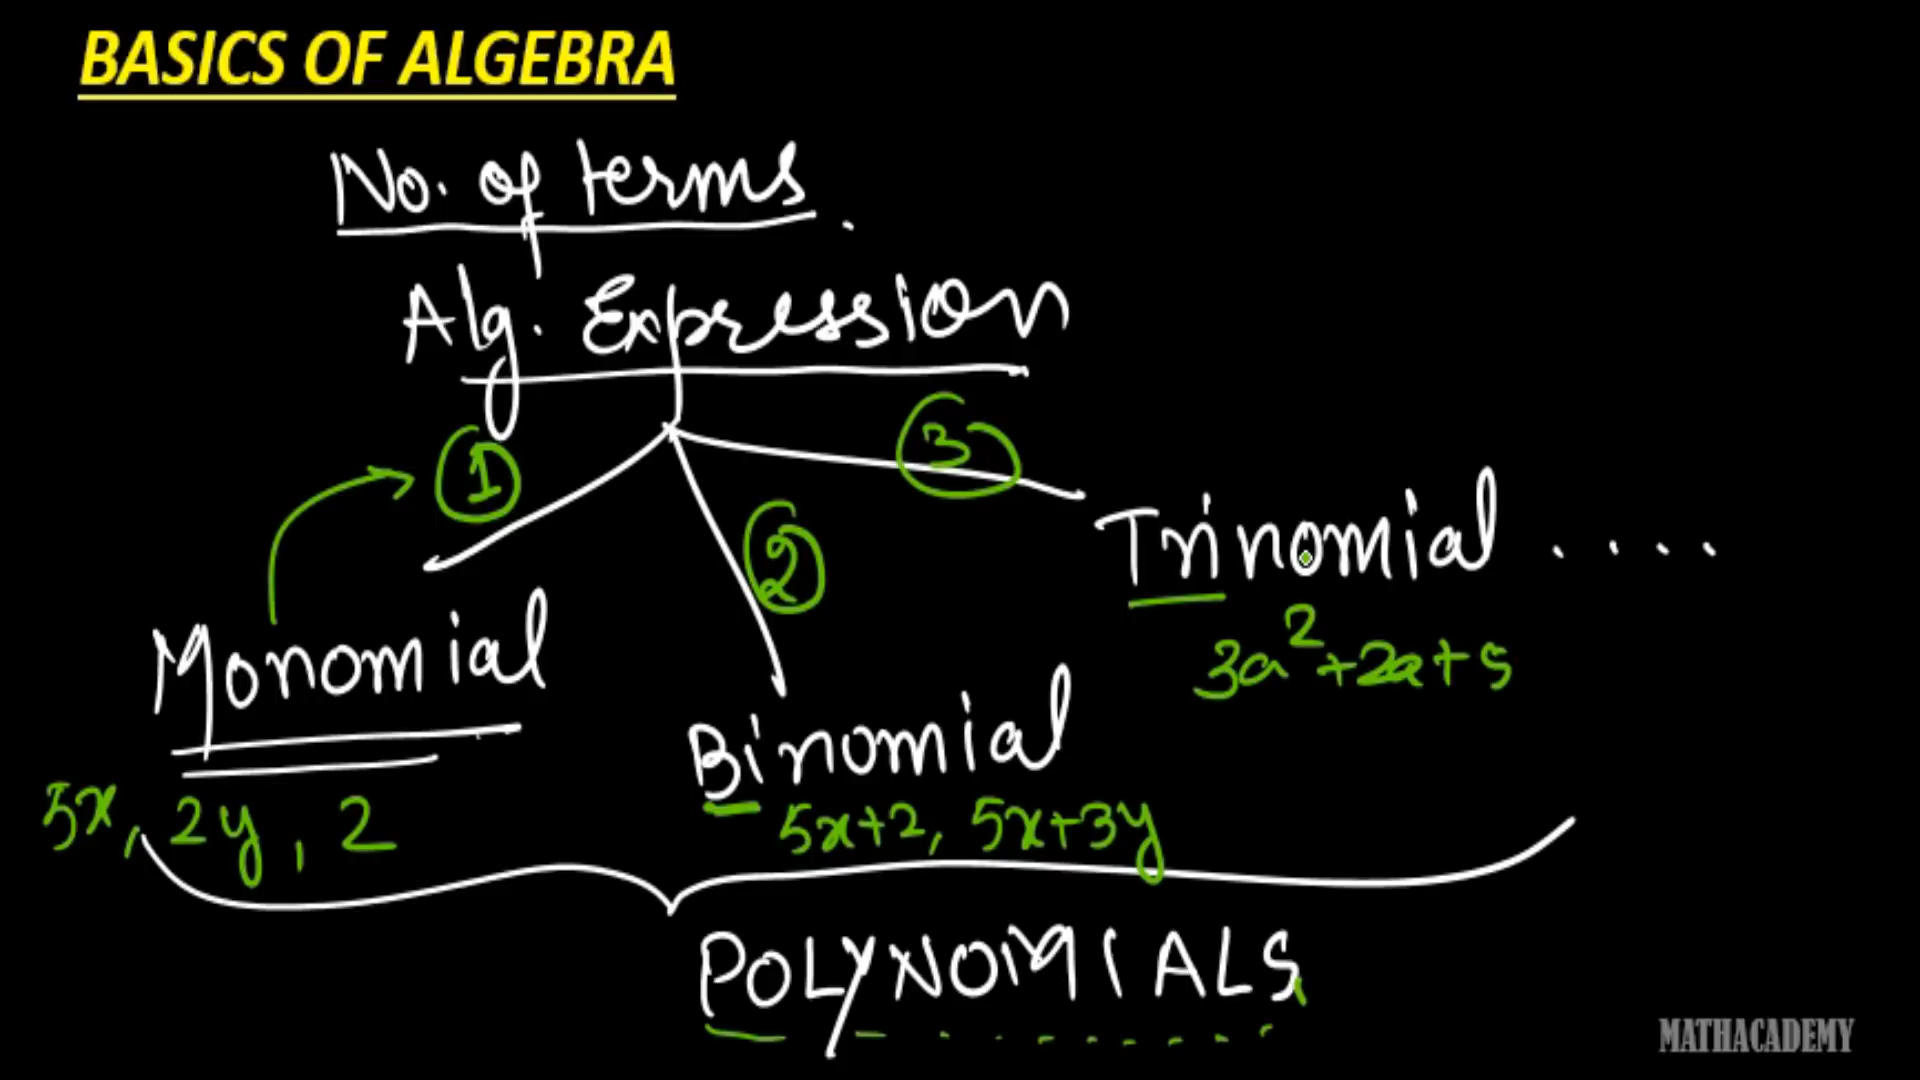 BASICS OF ALGEBRA
No. of terms.
Alg. Expression
1
2
3
Monomial
5x, 2y, 2
Binomial
5x+2, 5x+3y
Trinomial ....
3a²+2a+5
POLYNOMIALS
MATHACADEMY